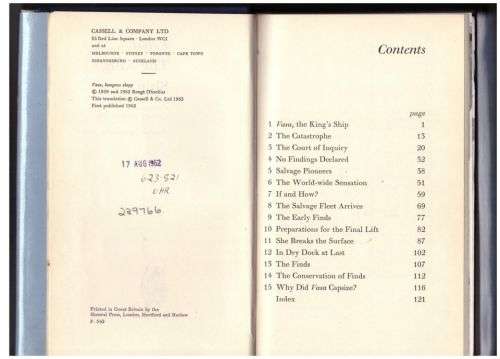 CASSELL & COMPANY LTD
35 Red Lion Square · London WC1
and at
MELBOURNE · SYDNEY · TORONTO · CAPE TOWN
JOHANNESBURG · AUCKLAND
Vasa, kungens skepp
© 1959 and 1962 Bengt Ohrelius
This translation © Cassell & Co. Ltd 1962
First published 1962
17 AUG 1962
623·821
OHR
229766
Printed in Great Britain by the
Shenval Press, London, Hertford and Harlow
F. 562
Contents
page
1 Vasa, the King's Ship 1
2 The Catastrophe 13
3 The Court of Inquiry 20
4 No Findings Declared 32
5 Salvage Pioneers 38
6 The World-wide Sensation 51
7 If and How? 59
8 The Salvage Fleet Arrives 69
9 The Early Finds 77
10 Preparations for the Final Lift 82
11 She Breaks the Surface 87
12 In Dry Dock at Last 102
13 The Finds 107
14 The Conservation of Finds 112
15 Why Did Vasa Capsize? 116
Index 121